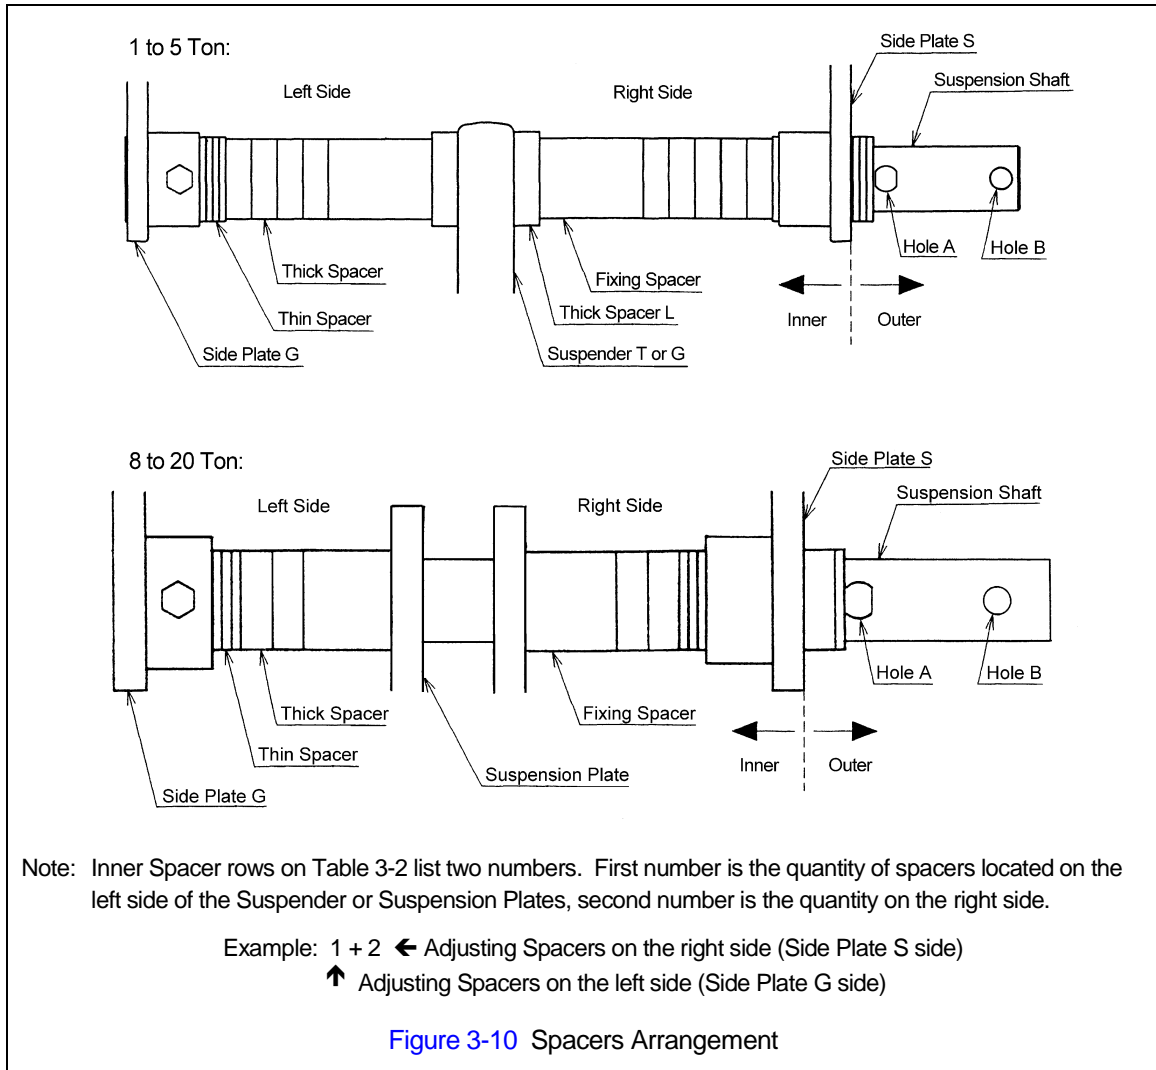 1 to 5 Ton:
Side Plate S
Suspension Shaft
Left Side
Right Side
Hole A
Hole B
Thick Spacer
Fixing Spacer
Thin Spacer
Thick Spacer L
Inner
Outer
Side Plate G
Suspender T or G
8 to 20 Ton:
Side Plate S
Suspension Shaft
Left Side
Right Side
Hole A
Hole B
Thick Spacer
Fixing Spacer
Thin Spacer
Suspension Plate
Inner
Outer
Side Plate G
Note: Inner Spacer rows on Table 3-2 list two numbers. First number is the quantity of spacers located on the
left side of the Suspender or Suspension Plates, second number is the quantity on the right side.
Example: 1 + 2 🡸 Adjusting Spacers on the right side (Side Plate S side)
🡹 Adjusting Spacers on the left side (Side Plate G side)
Figure 3-10 Spacers Arrangement